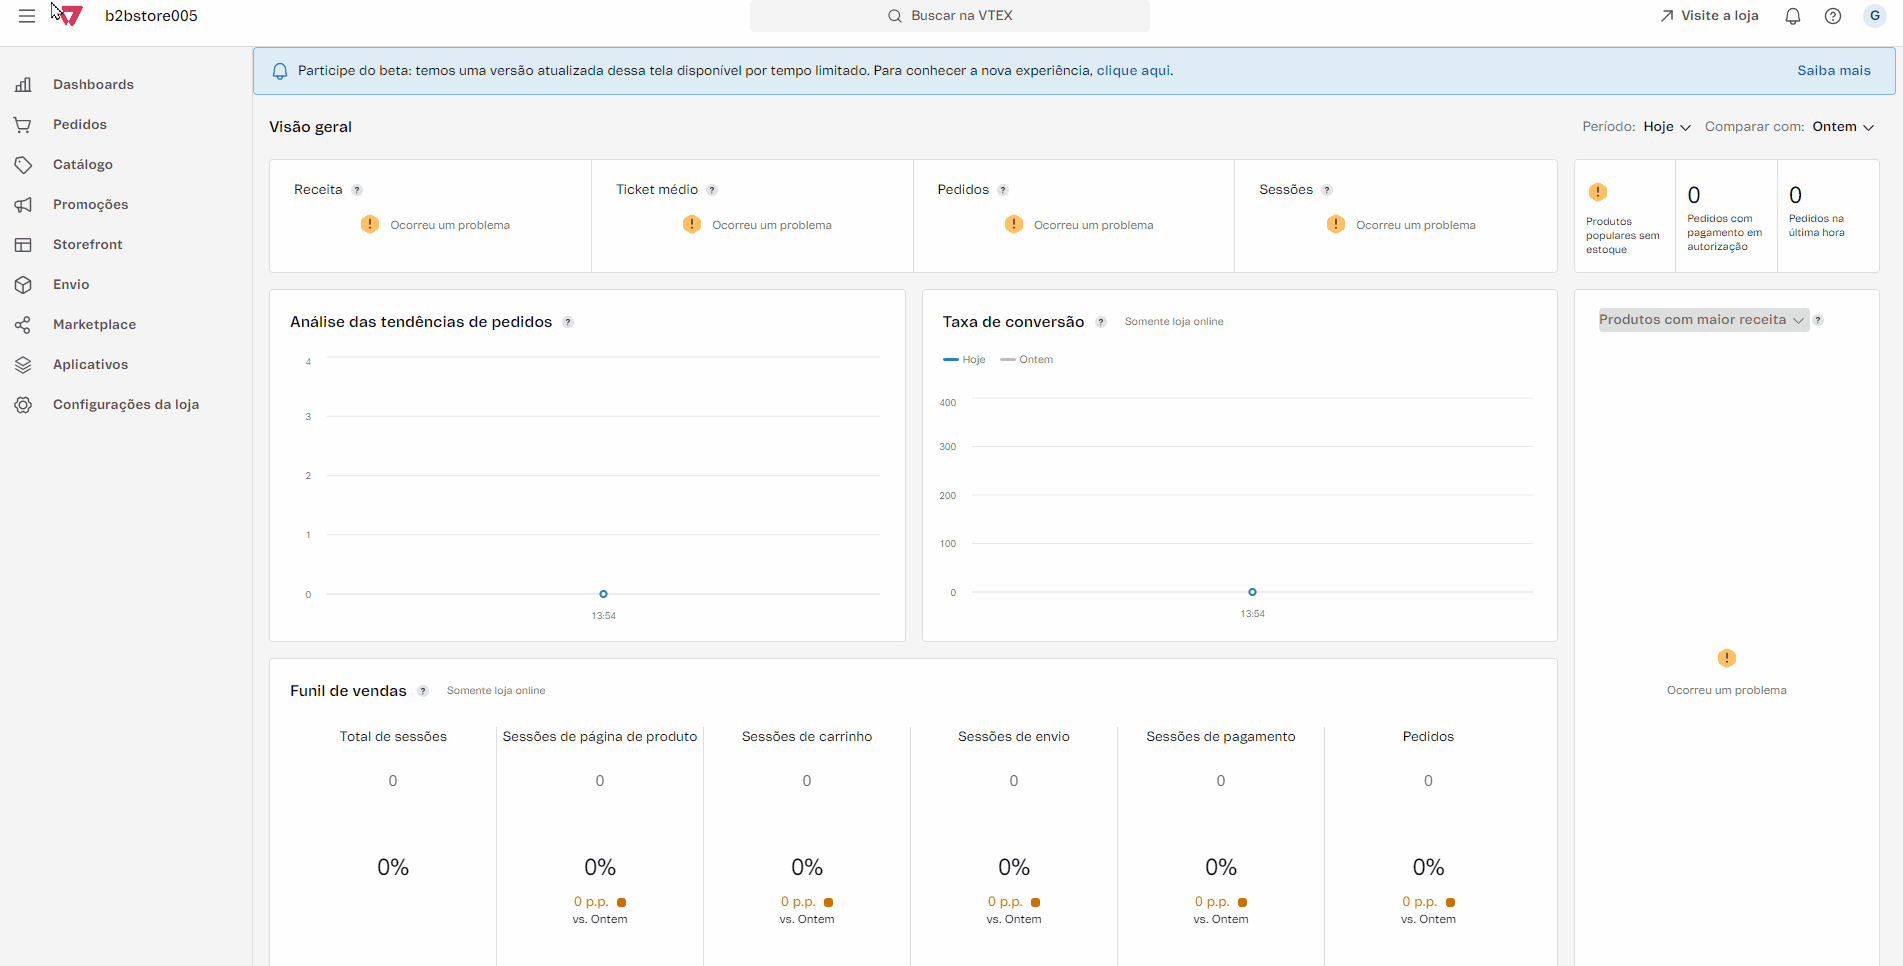 b2bstore005
Buscar na VTEX
Visite a loja
G
Dashboards
Pedidos
Catálogo
Promoções
Storefront
Envio
Marketplace
Aplicativos
Configurações da loja
Participe do beta: temos uma versão atualizada dessa tela disponível por tempo limitado. Para conhecer a nova experiência, clique aqui.
Saiba mais
Visão geral
Período: Hoje
Comparar com: Ontem
Receita ?
! Ocorreu um problema
Ticket médio ?
! Ocorreu um problema
Pedidos ?
! Ocorreu um problema
Sessões ?
! Ocorreu um problema
!
Produtos
populares sem
estoque
0
Pedidos com
pagamento em
autorização
0
Pedidos na
última hora
Análise das tendências de pedidos ?
4
3
2
1
0
13:54
Taxa de conversão ? Somente loja online
Hoje Ontem
400
300
200
100
0
13:54
Produtos com maior receita ?
!
Ocorreu um problema
Funil de vendas ? Somente loja online
Total de sessões
0
0%
Sessões de página de produto
0
0%
0 p.p.
vs. Ontem
Sessões de carrinho
0
0%
0 p.p.
vs. Ontem
Sessões de envio
0
0%
0 p.p.
vs. Ontem
Sessões de pagamento
0
0%
0 p.p.
vs. Ontem
Pedidos
0
0%
0 p.p.
vs. Ontem